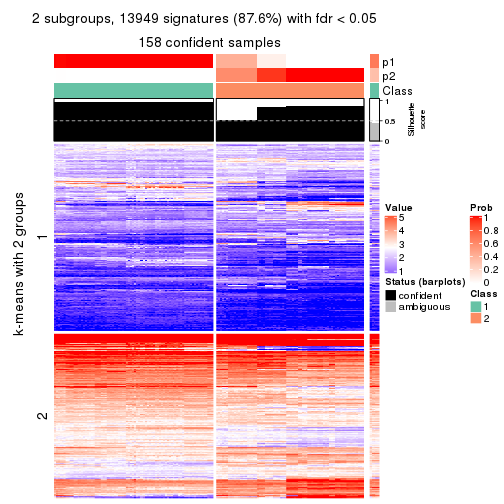 2 subgroups, 13949 signatures (87.6%) with fdr < 0.05
158 confident samples
p1
p2
Class
1
0.5
0
Silhouette
score
k-means with 2 groups
1
2
Value
5
4
3
2
1
Status (barplots)
confident
ambiguous
Prob
1
0.8
0.6
0.4
0.2
0
Class
1
2